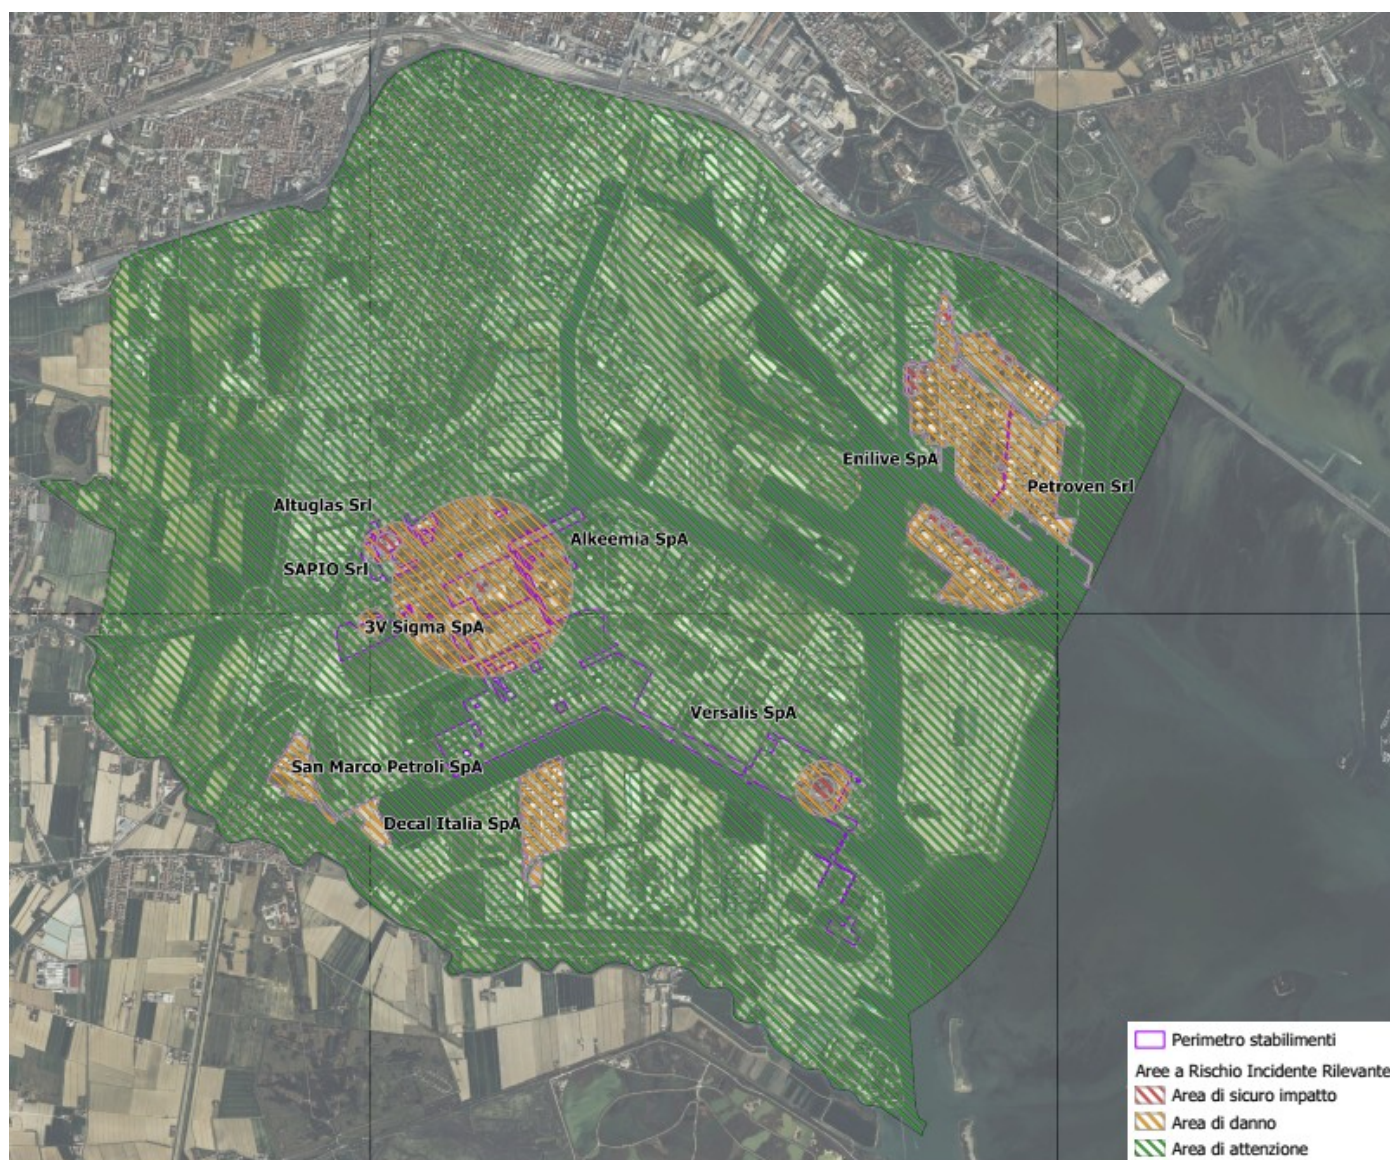 Enilive SpA
Petroven Srl
Altuglas Srl
Alkeemia SpA
SAPIO Srl
3V Sigma SpA
Versalis SpA
San Marco Petroli SpA
Decal Italia SpA
Perimetro stabilimenti
Aree a Rischio Incidente Rilevante
Area di sicuro impatto
Area di danno
Area di attenzione